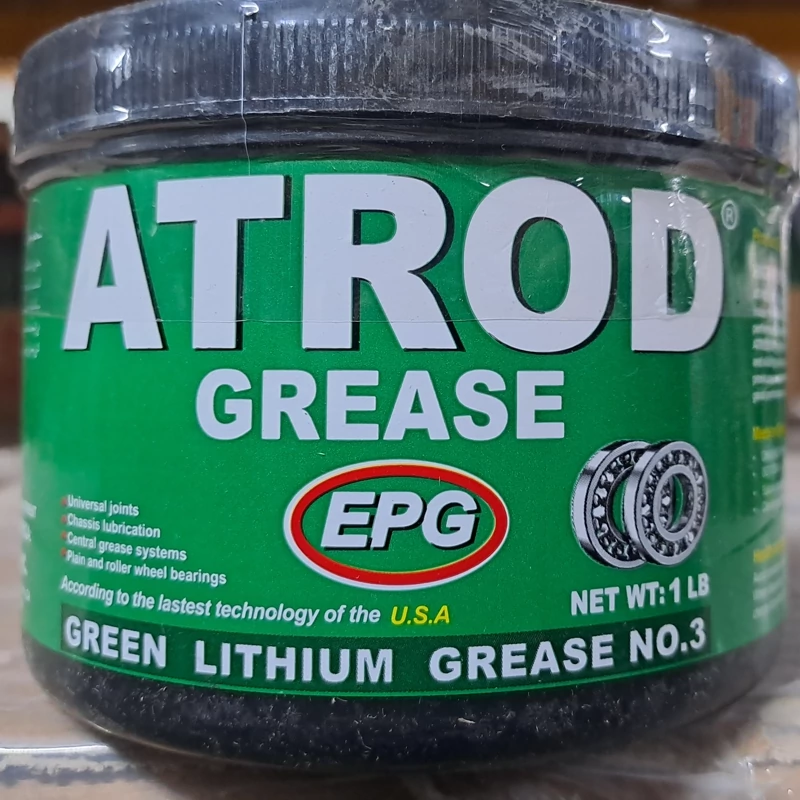 ATROD®
GREASE
EPG
Universal joints
Chassis lubrication
Central grease systems
Plain and roller wheel bearings
According to the lastest technology of the U.S.A
NET WT: 1 LB
GREEN LITHIUM GREASE NO.3